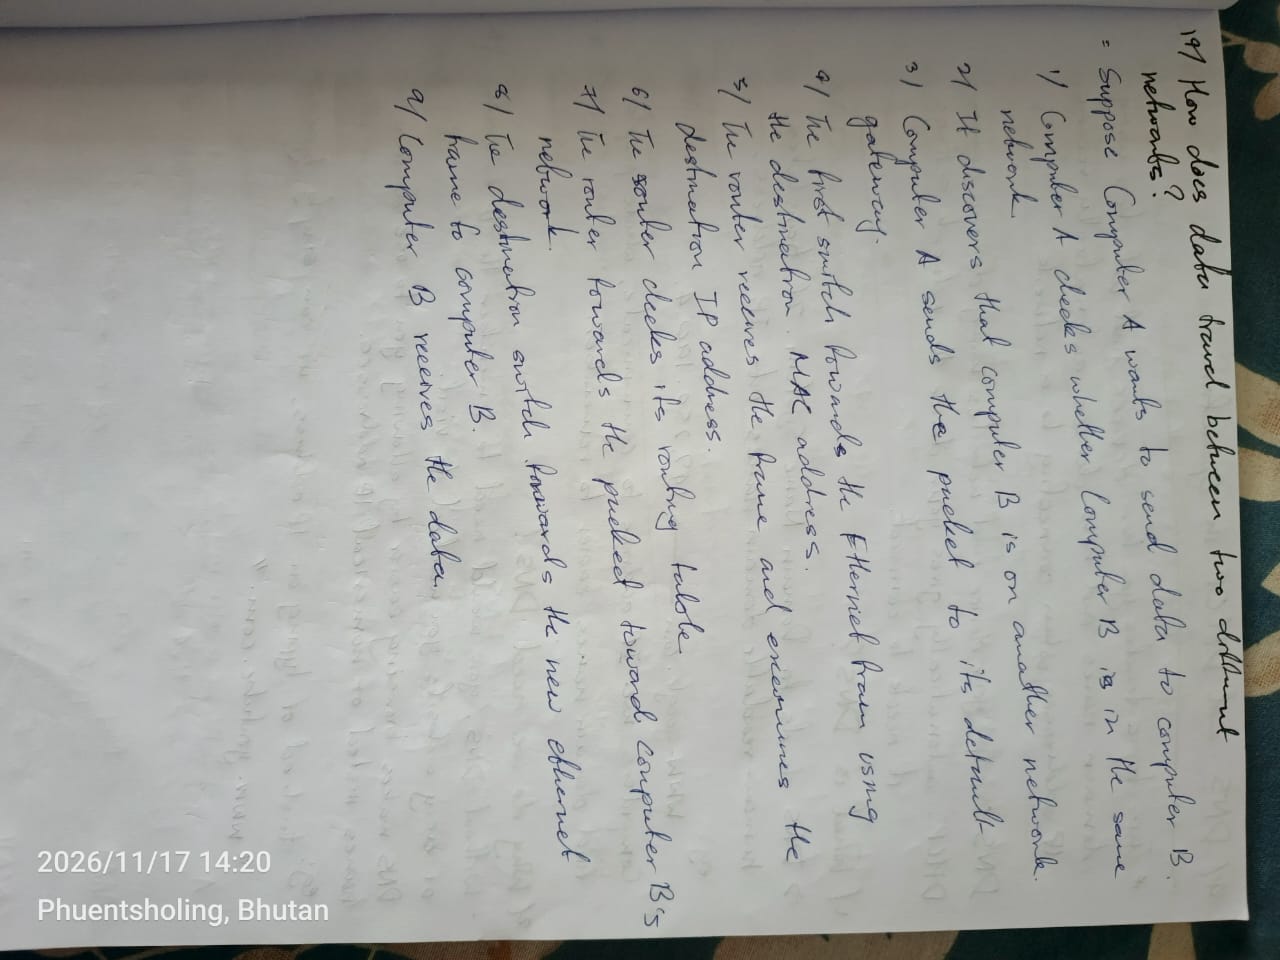 19) How does data travel between two different
networks?
= Suppose Computer A wants to send data to computer B.
1) Computer A checks whether Computer B is in the same
network.
2) It discovers that computer B is on another network.
3) Computer A sends the packet to its default
gateway.
4) The first switch forwards the Ethernet fram using
the destination MAC address.
5) The router receives the frame and examines the
destination IP address.
6) The router checks its routing table.
7) The router forwards the packet toward Computer B's
network.
8) The destination switch forwards the new ethernet
frame to computer B.
9) Computer B receives the data.
2026/11/17 14:20
Phuentsholing, Bhutan